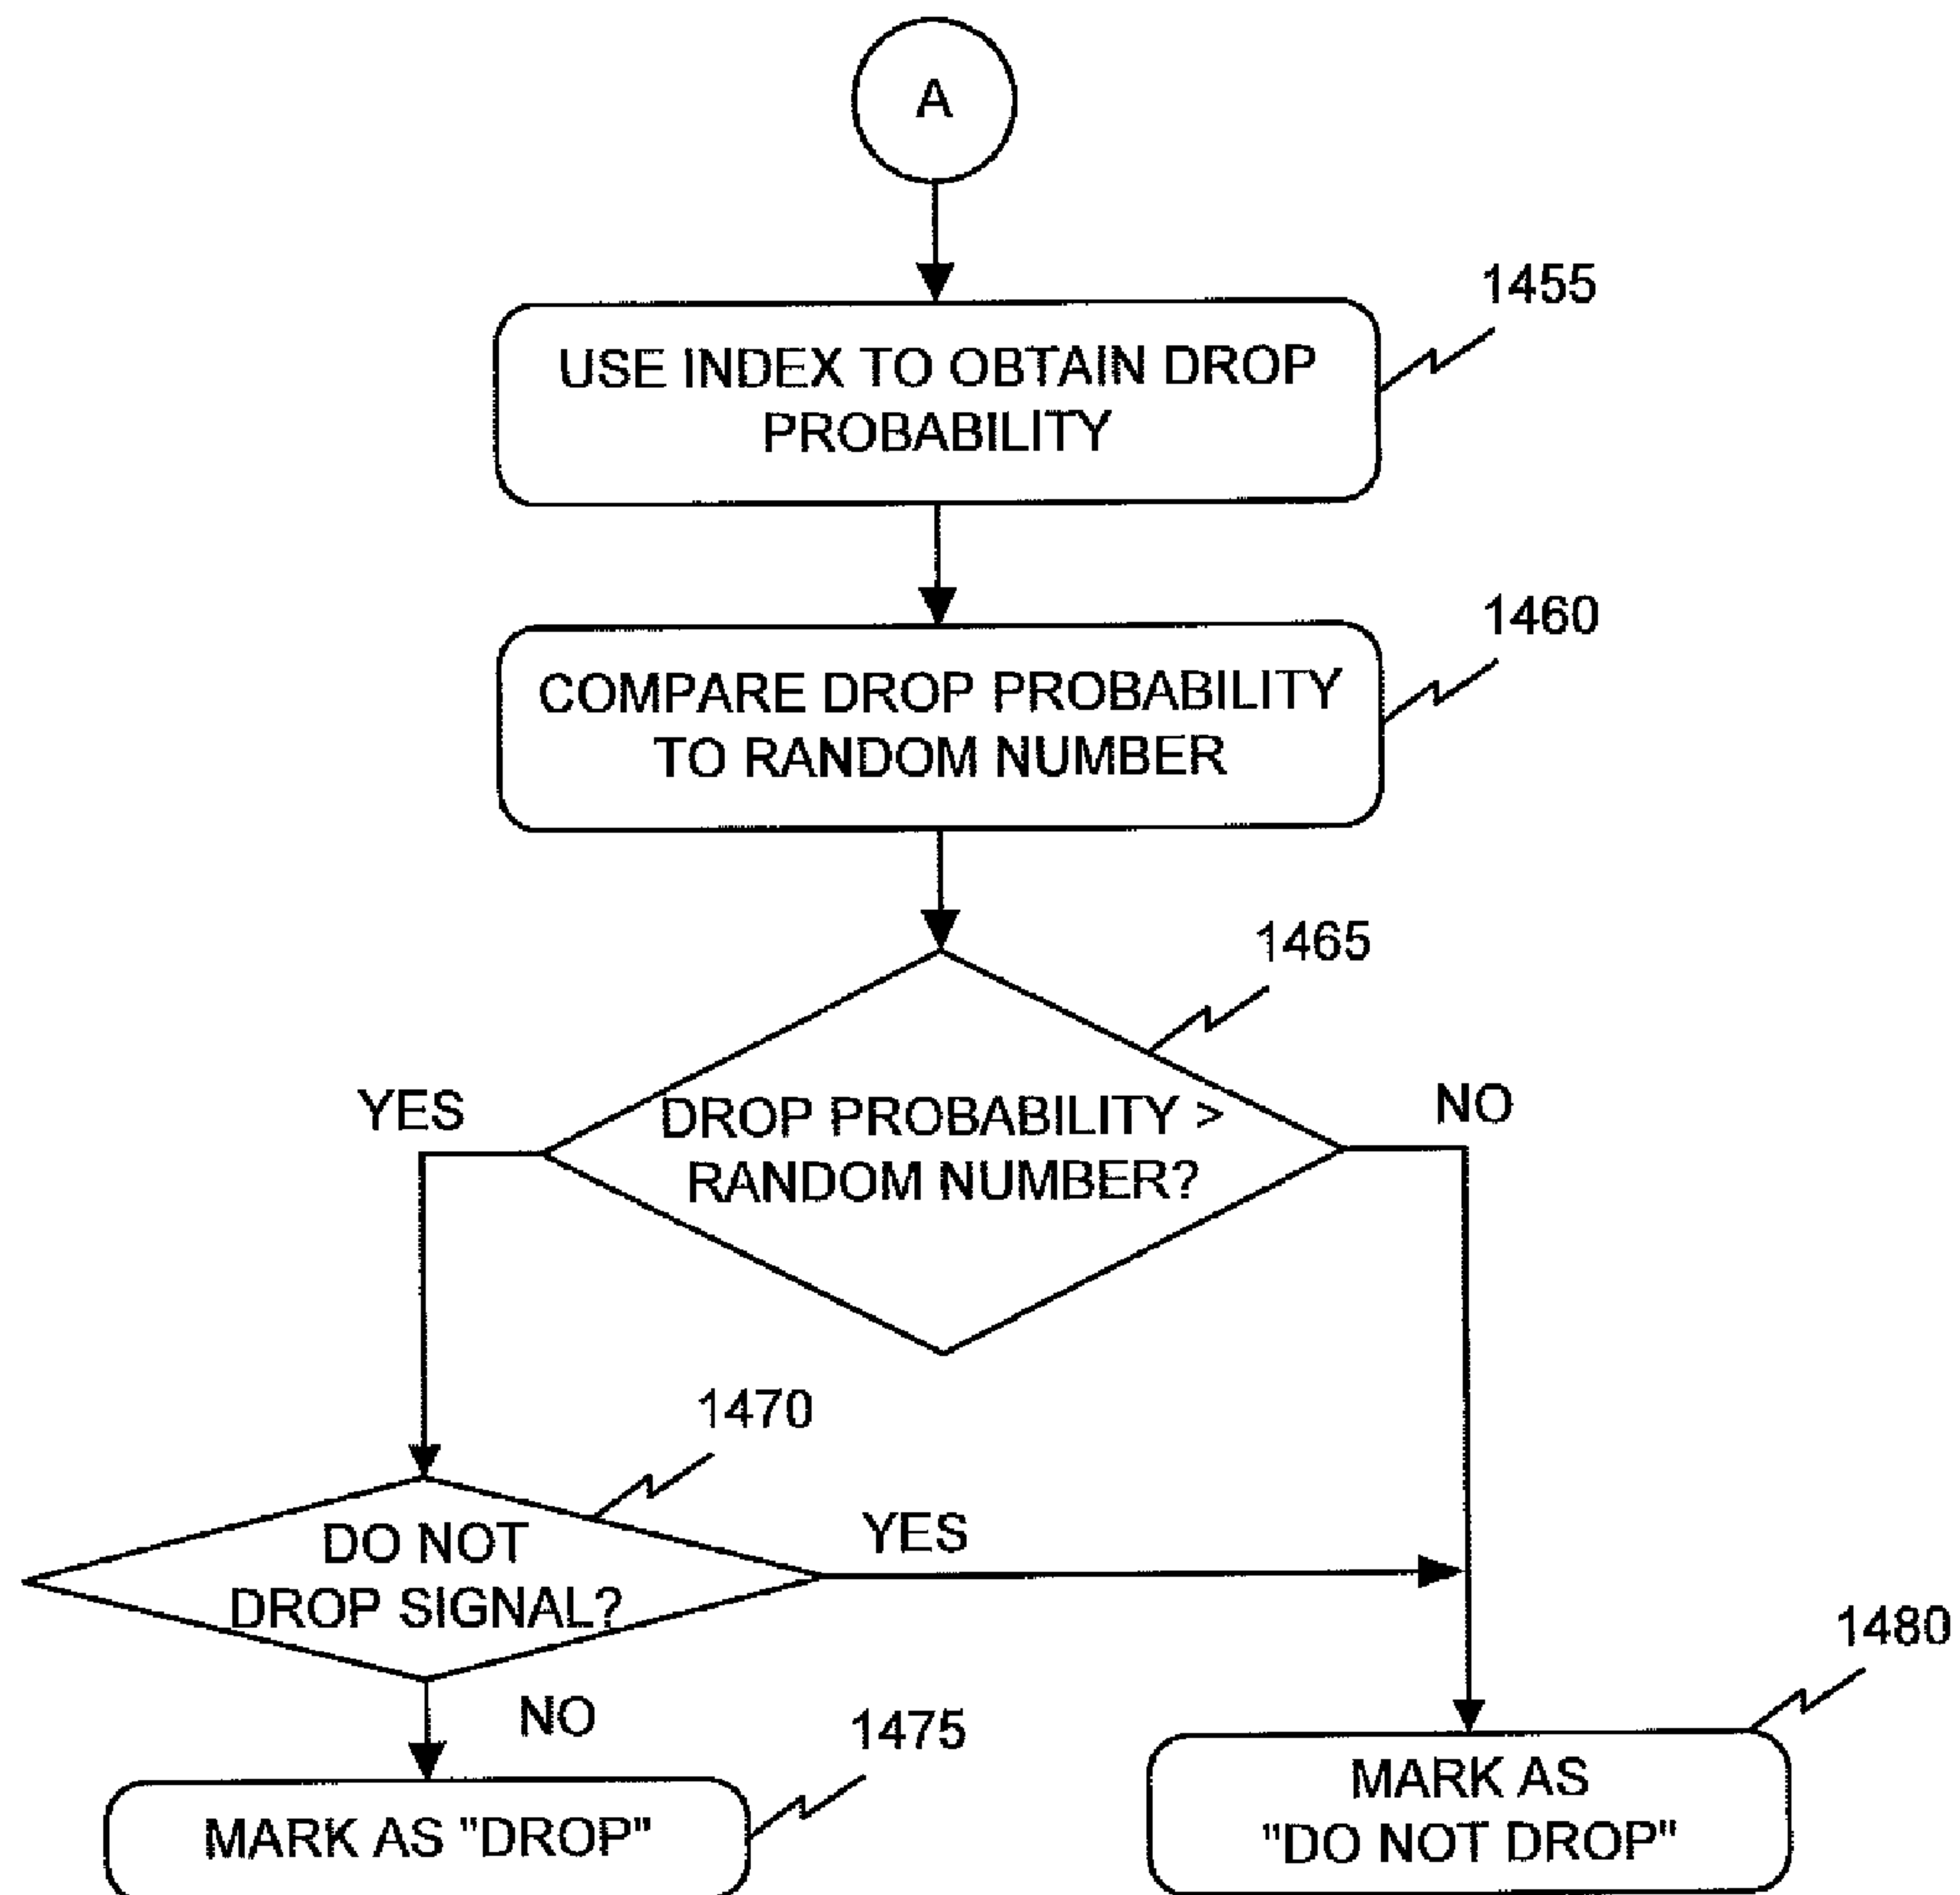 A
1455
USE INDEX TO OBTAIN DROP
PROBABILITY
1460
COMPARE DROP PROBABILITY
TO RANDOM NUMBER
1465
YES
DROP PROBABILITY >
RANDOM NUMBER?
NO
1470
DO NOT
DROP SIGNAL?
YES
NO
1475
MARK AS "DROP"
1480
MARK AS
"DO NOT DROP"